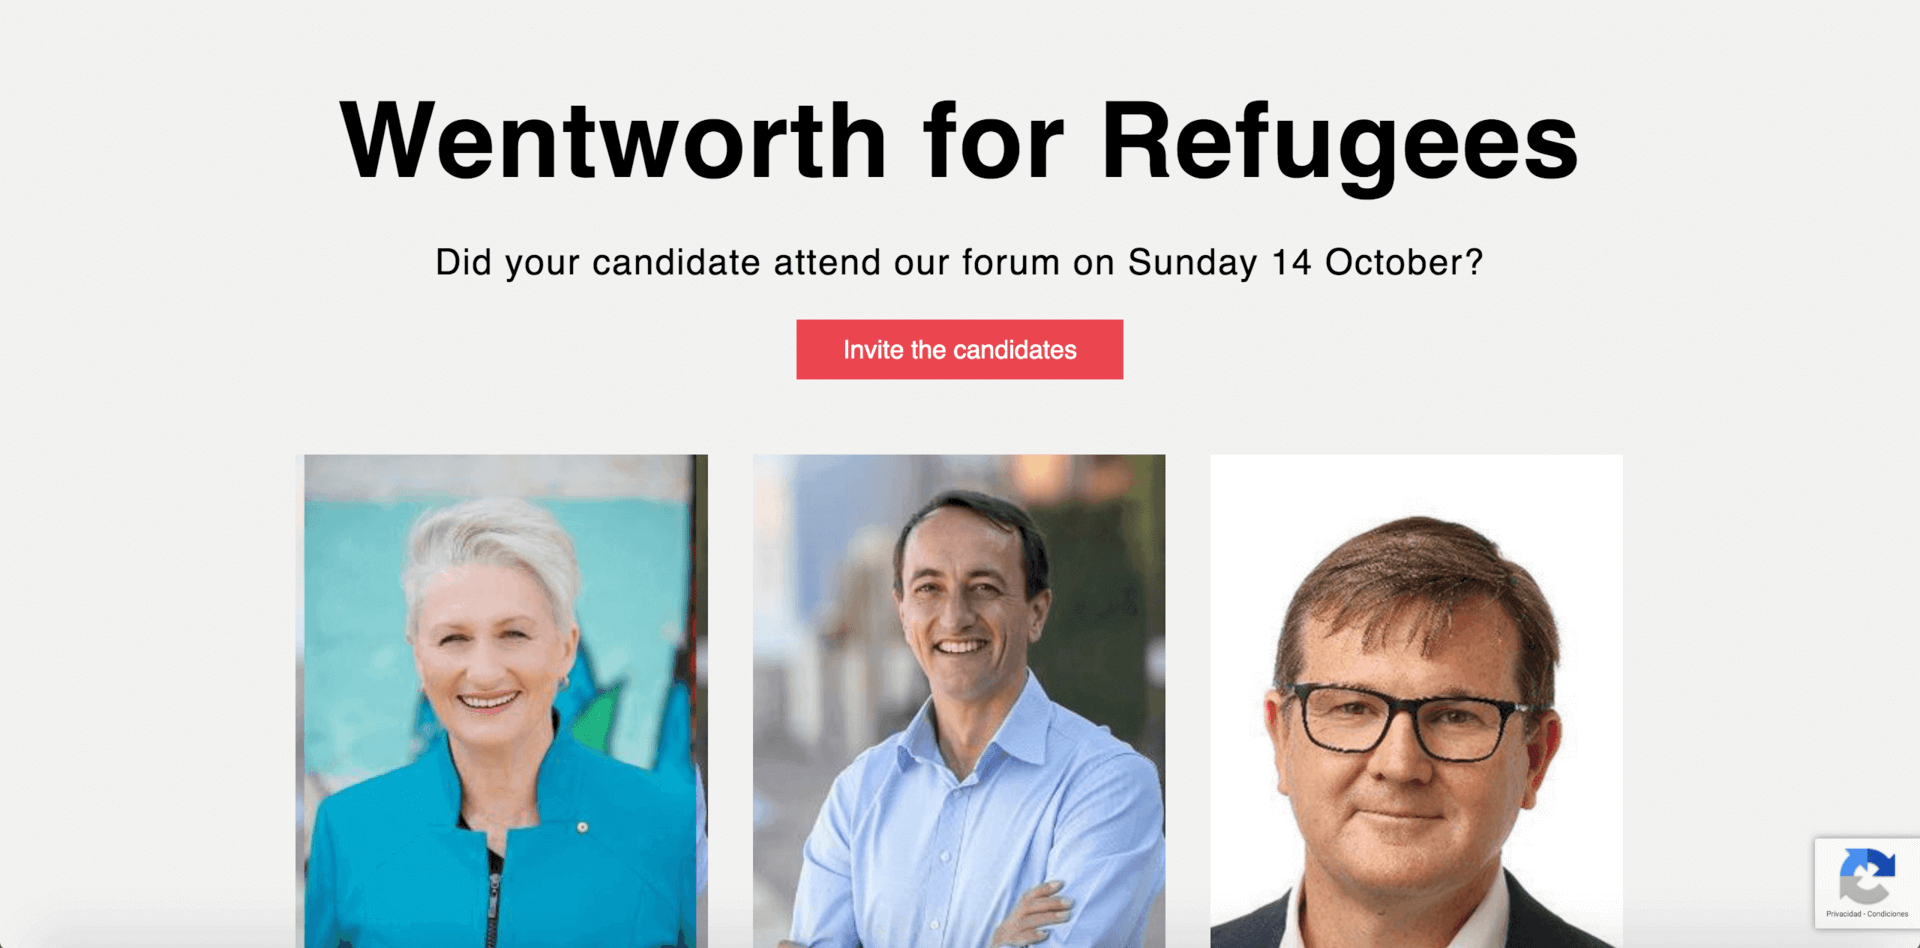 Wentworth for Refugees
Did your candidate attend our forum on Sunday 14 October?
Invite the candidates
Privacidad - Condiciones